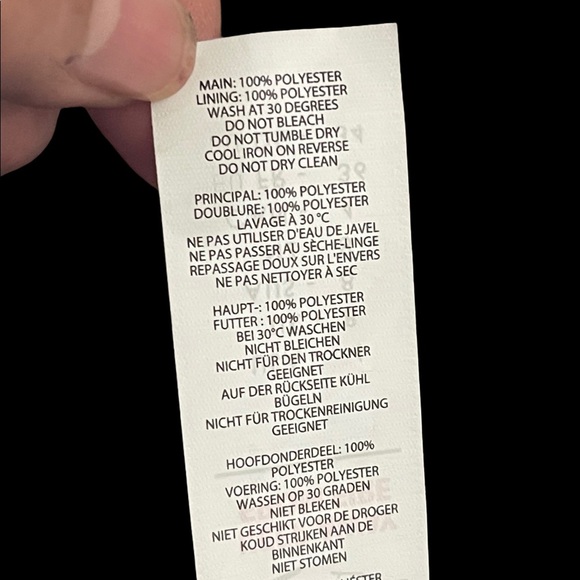 MAIN: 100% POLYESTER
LINING: 100% POLYESTER
WASH AT 30 DEGREES
DO NOT BLEACH
DO NOT TUMBLE DRY
COOL IRON ON REVERSE
DO NOT DRY CLEAN
PRINCIPAL: 100% POLYESTER
DOUBLURE: 100% POLYESTER
LAVAGE À 30 °C
NE PAS UTILISER D'EAU DE JAVEL
NE PAS PASSER AU SÈCHE-LINGE
REPASSAGE DOUX SUR L'ENVERS
NE PAS NETTOYER À SEC
HAUPT-: 100% POLYESTER
FUTTER : 100% POLYESTER
BEI 30°C WASCHEN
NICHT BLEICHEN
NICHT FÜR DEN TROCKNER
GEEIGNET
AUF DER RÜCKSEITE KÜHL
BÜGELN
NICHT FÜR TROCKENREINIGUNG
GEEIGNET
HOOFDONDERDEEL: 100%
POLYESTER
VOERING: 100% POLYESTER
WASSEN OP 30 GRADEN
NIET BLEKEN
NIET GESCHIKT VOOR DE DROGER
KOUD STRIJKEN AAN DE
BINNENKANT
NIET STOMEN